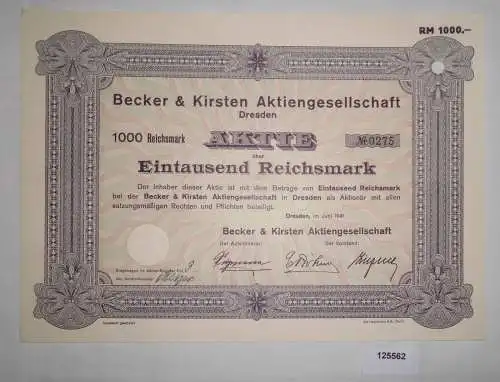 RM 1000.—
Becker & Kirsten Aktiengesellschaft
Dresden
1000 Reichsmark AKTIE № 0275
über
Eintausend Reichsmark
Der Inhaber dieser Aktie ist mit dem Betrage von Eintausend Reichsmark
bei der Becker & Kirsten Aktiengesellschaft in Dresden als Aktionär mit allen
satzungsmäßigen Rechten und Pflichten beteiligt.
Dresden, im Juni 1941
Becker & Kirsten Aktiengesellschaft
Der Aufsichtsrat: Der Vorstand:
125562